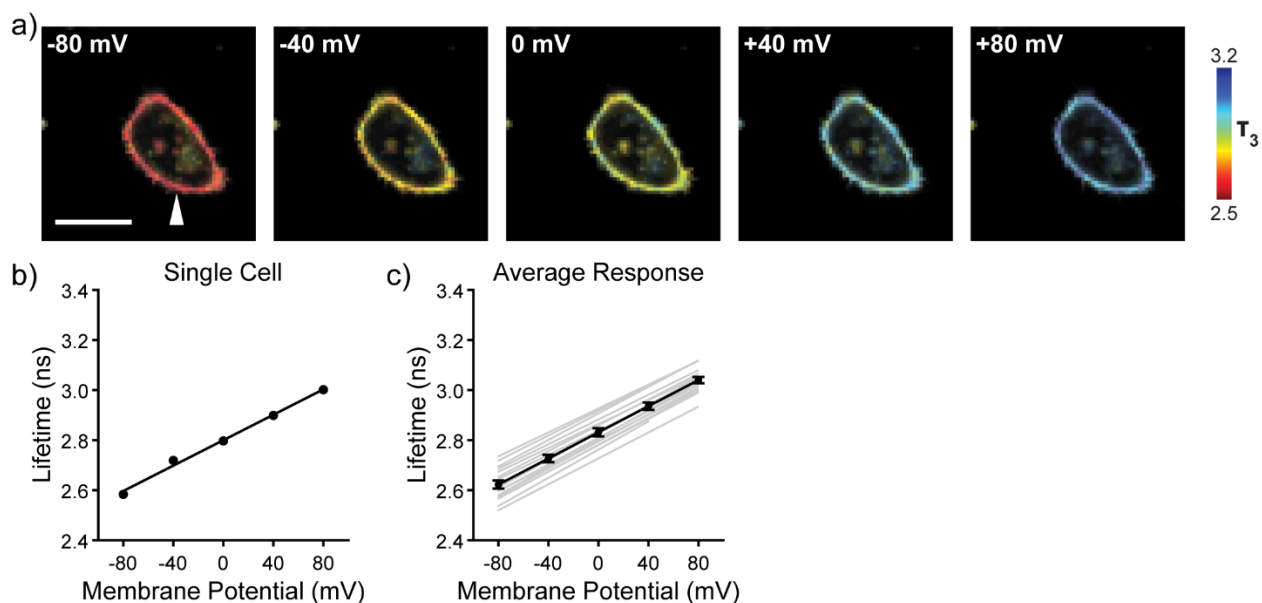 a)
-80 mV
-40 mV
0 mV
+40 mV
+80 mV
3.2
T3
2.5
b)
Single Cell
Lifetime (ns)
3.4
3.2
3.0
2.8
2.6
2.4
-80 -40 0 40 80
Membrane Potential (mV)
c)
Average Response
Lifetime (ns)
3.4
3.2
3.0
2.8
2.6
2.4
-80 -40 0 40 80
Membrane Potential (mV)